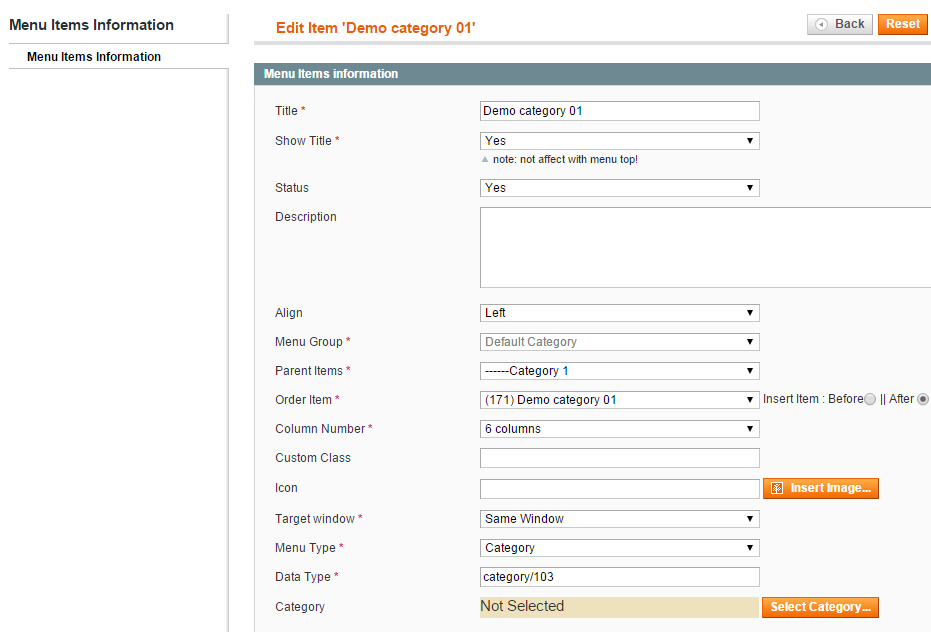 Menu Items Information
Menu Items Information
Edit Item 'Demo category 01'
Back
Reset
Menu Items information
Title *
Demo category 01
Show Title *
Yes
note: not affect with menu top!
Status
Yes
Description
Align
Left
Menu Group *
Default Category
Parent Items *
------Category 1
Order Item *
(171) Demo category 01
Insert Item : Before || After
Column Number *
6 columns
Custom Class
Icon
Insert Image...
Target window *
Same Window
Menu Type *
Category
Data Type *
category/103
Category
Not Selected
Select Category...